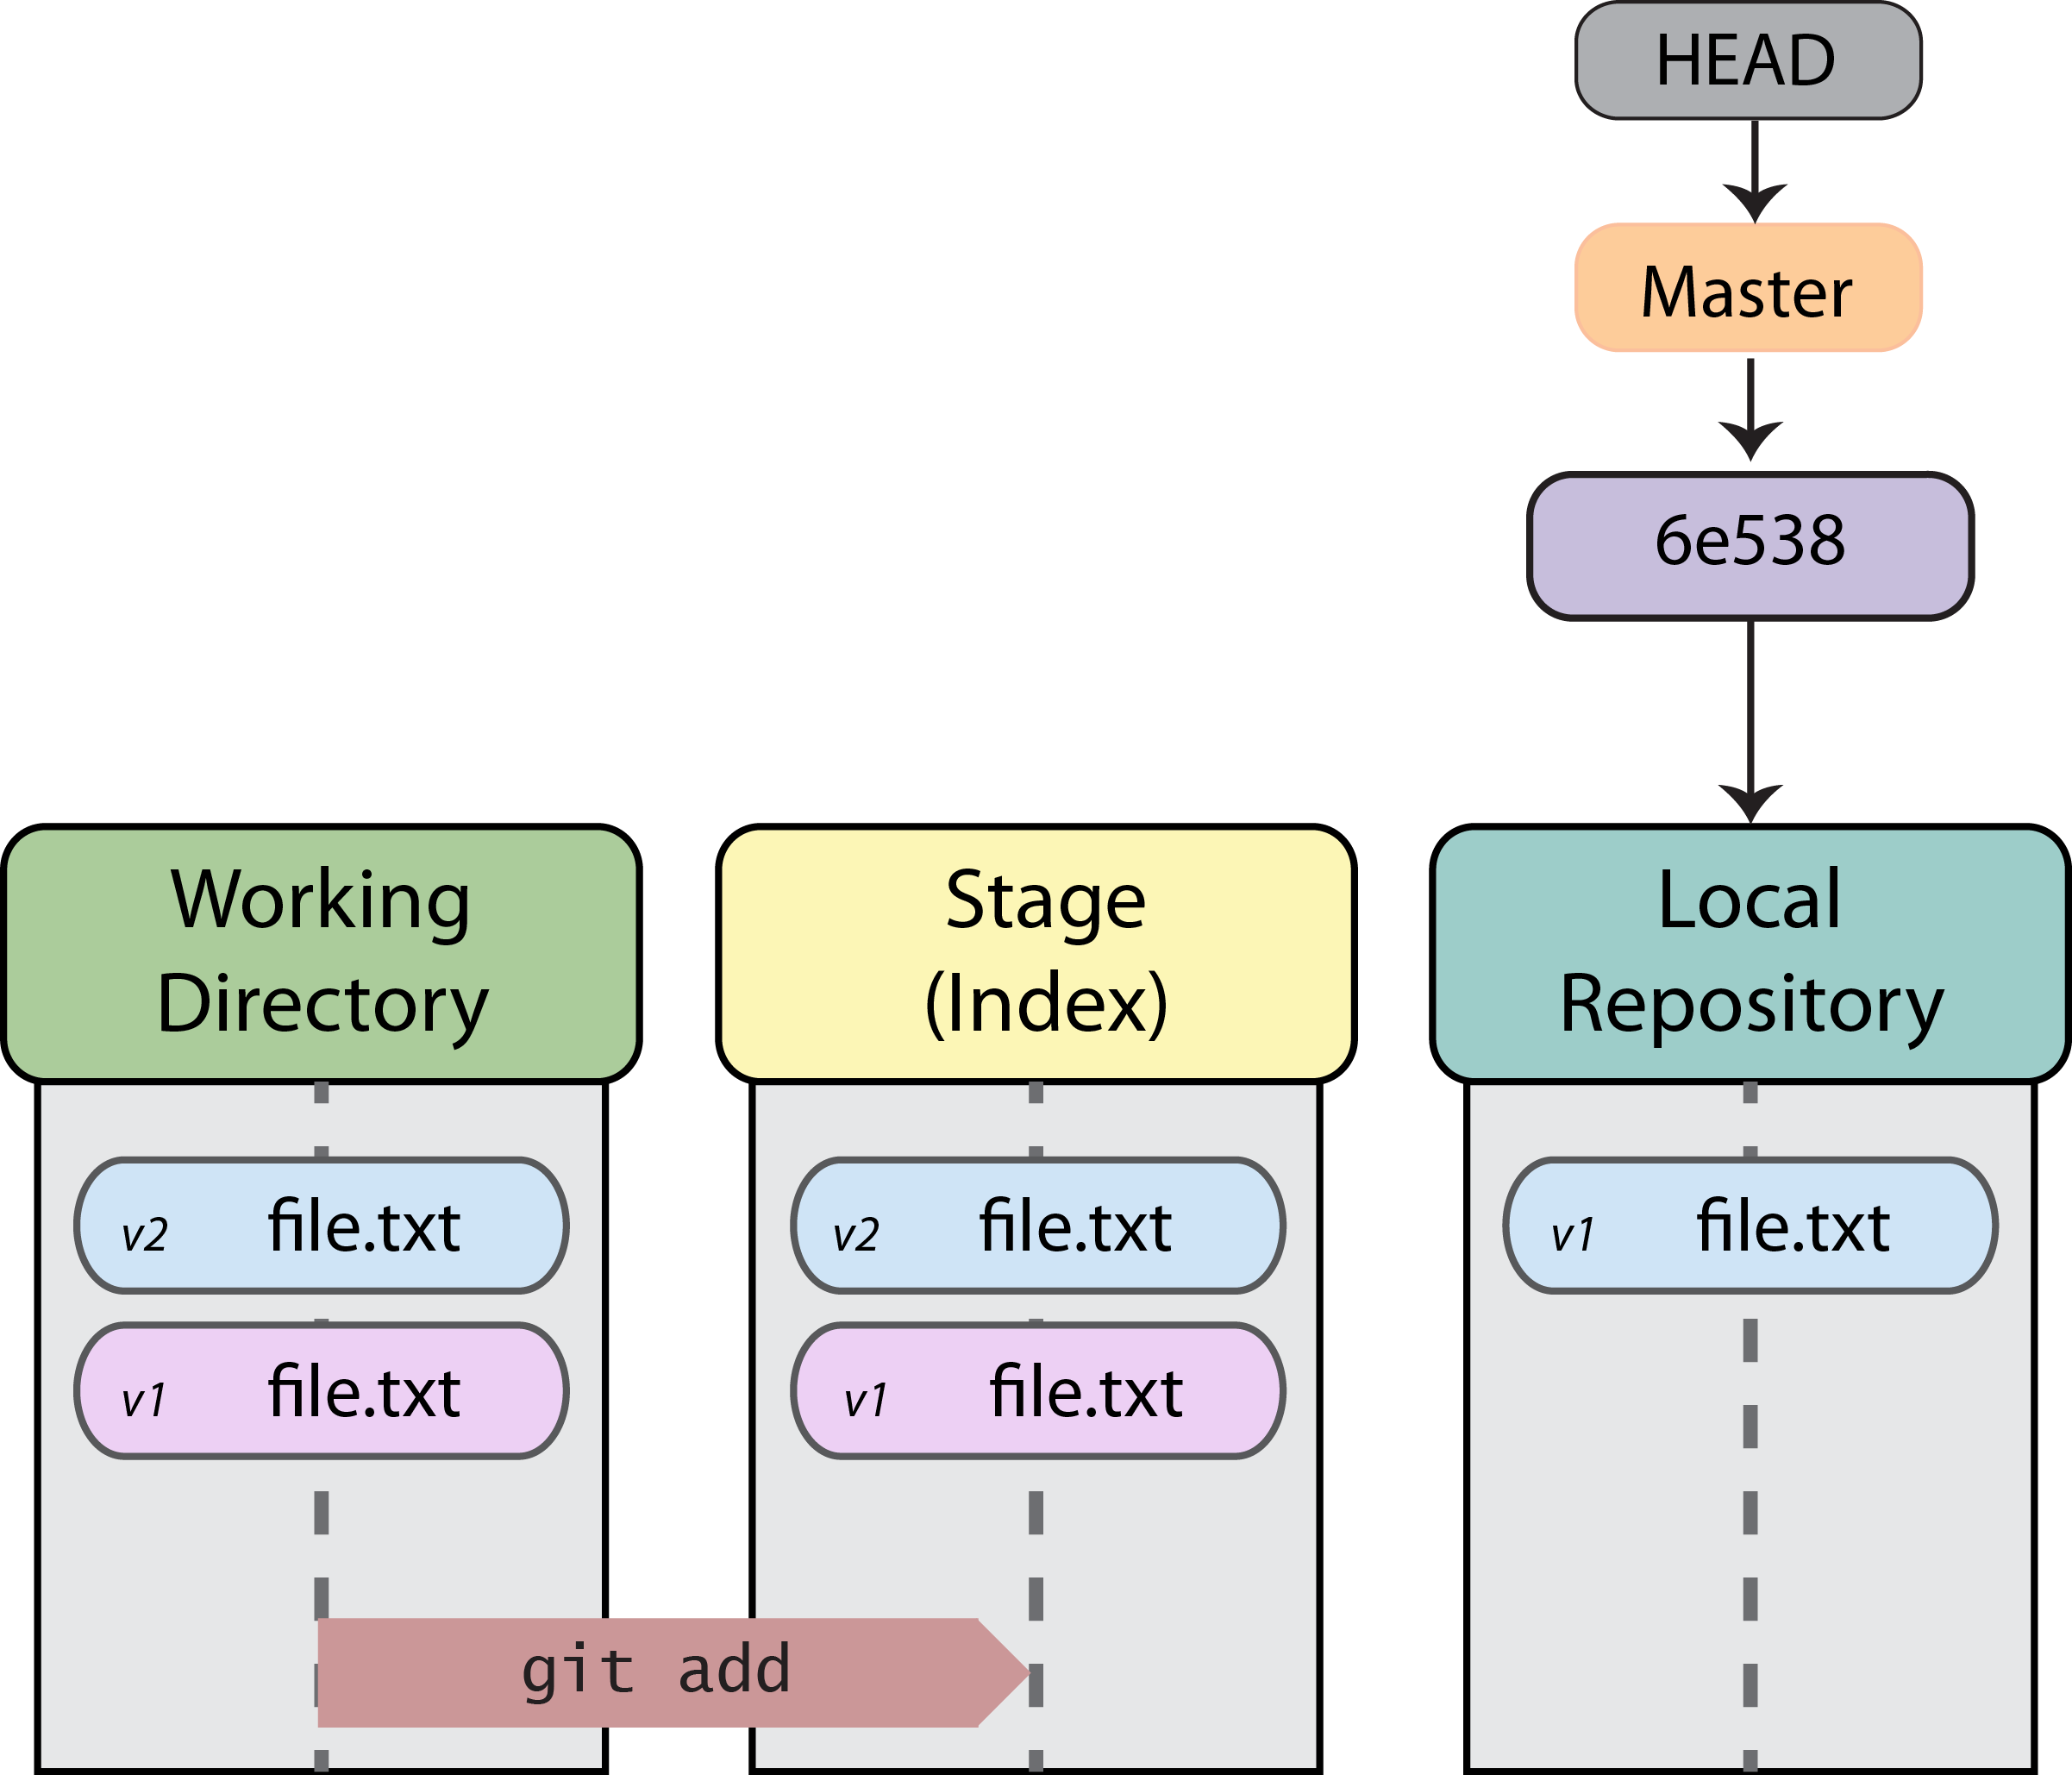 HEAD
Master
6e538
Working
Directory
Stage
(Index)
Local
Repository
v2 file.txt
v2 file.txt
v1 file.txt
v1 file.txt
v1 file.txt
git add